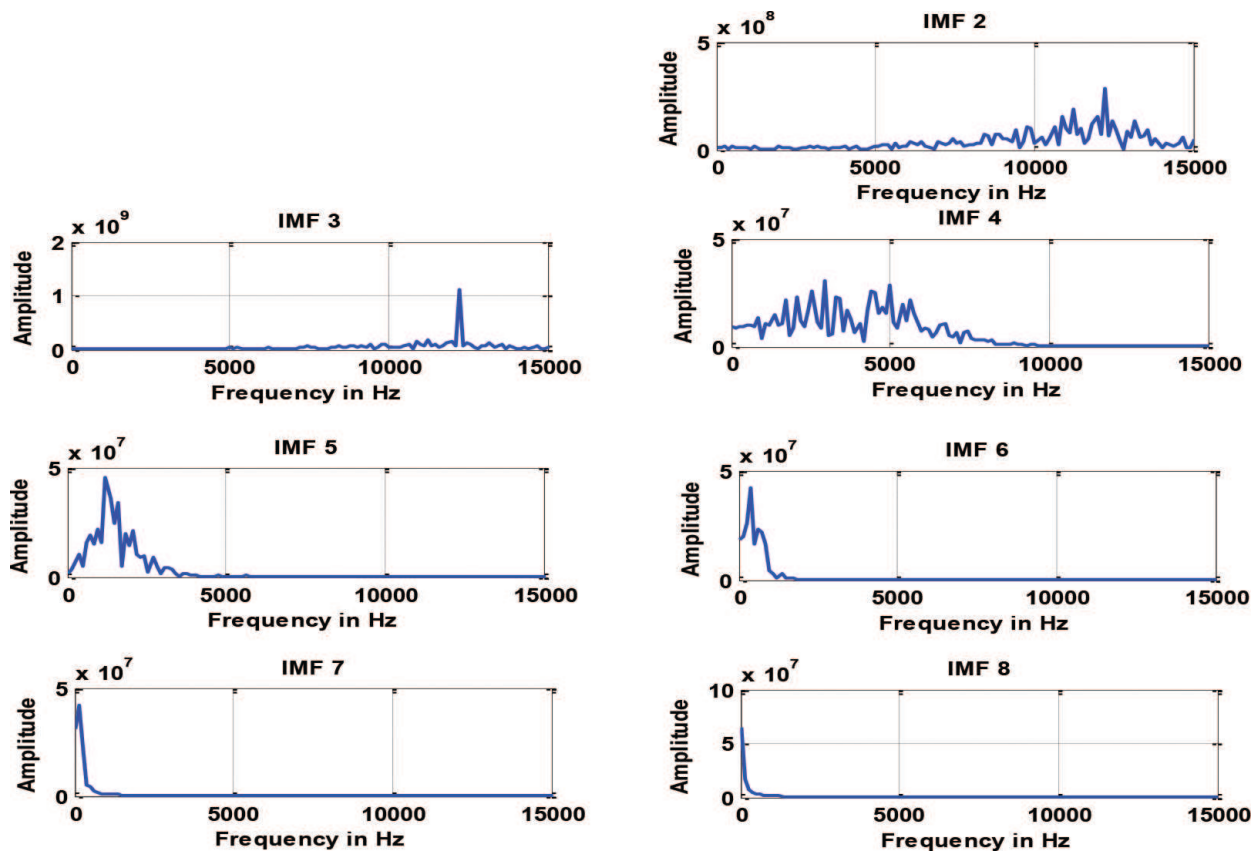 IMF 2
x 10^8
5
0
Amplitude
0 5000 10000 15000
Frequency in Hz
IMF 3
x 10^9
2
1
0
Amplitude
0 5000 10000 15000
Frequency in Hz
IMF 4
x 10^7
5
0
Amplitude
0 5000 10000 15000
Frequency in Hz
IMF 5
x 10^7
5
0
Amplitude
0 5000 10000 15000
Frequency in Hz
IMF 6
x 10^7
5
0
Amplitude
0 5000 10000 15000
Frequency in Hz
IMF 7
x 10^7
5
0
Amplitude
0 5000 10000 15000
Frequency in Hz
IMF 8
x 10^7
10
5
0
Amplitude
0 5000 10000 15000
Frequency in Hz